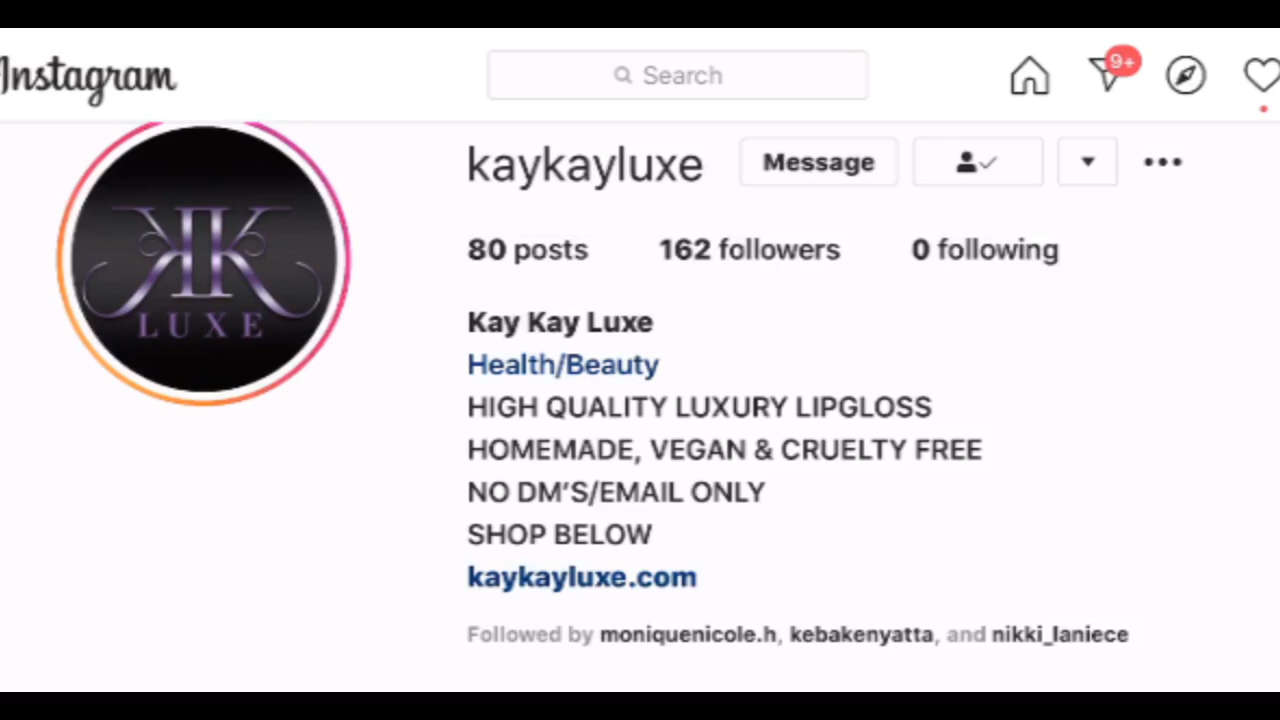 Instagram
Search
9+
KK
LUXE
kaykayluxe
Message
80 posts 162 followers 0 following
Kay Kay Luxe
Health/Beauty
HIGH QUALITY LUXURY LIPGLOSS
HOMEMADE, VEGAN & CRUELTY FREE
NO DM'S/EMAIL ONLY
SHOP BELOW
kaykayluxe.com
Followed by moniquenicole.h, kebakenyatta, and nikki_laniece